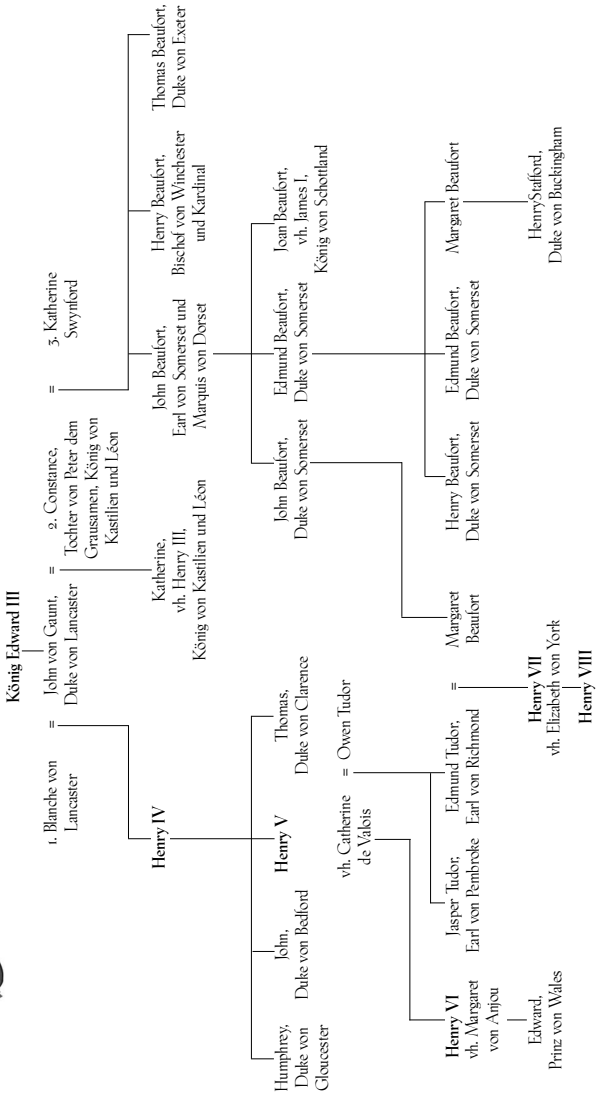 König Edward III
1. Blanche von
Lancaster
=
John von Gaunt,
Duke von Lancaster
=
2. Constance,
Tochter von Peter dem
Grausamen, König von
Kastilien und Léon
=
3. Katherine
Swynford
Henry IV
Katherine,
vh. Henry III,
König von Kastilien und Léon
John Beaufort,
Earl von Somerset und
Marquis von Dorset
Henry Beaufort,
Bischof von Winchester
und Kardinal
Thomas Beaufort,
Duke von Exeter
Humphrey,
Duke von
Gloucester
John,
Duke von Bedford
Henry V
Thomas,
Duke von Clarence
John Beaufort,
Duke von Somerset
Edmund Beaufort,
Duke von Somerset
Joan Beaufort,
vh. James I,
König von Schottland
vh. Catherine
de Valois
= Owen Tudor
Henry VI
vh. Margaret
von Anjou
Jasper Tudor,
Earl von Pembroke
Edmund Tudor,
Earl von Richmond
=
Margaret
Beaufort
Henry Beaufort,
Duke von Somerset
Edmund Beaufort,
Duke von Somerset
Margaret Beaufort
Edward,
Prinz von Wales
Henry VII
vh. Elizabeth von York
Henry VIII
HenryStafford,
Duke von Buckingham